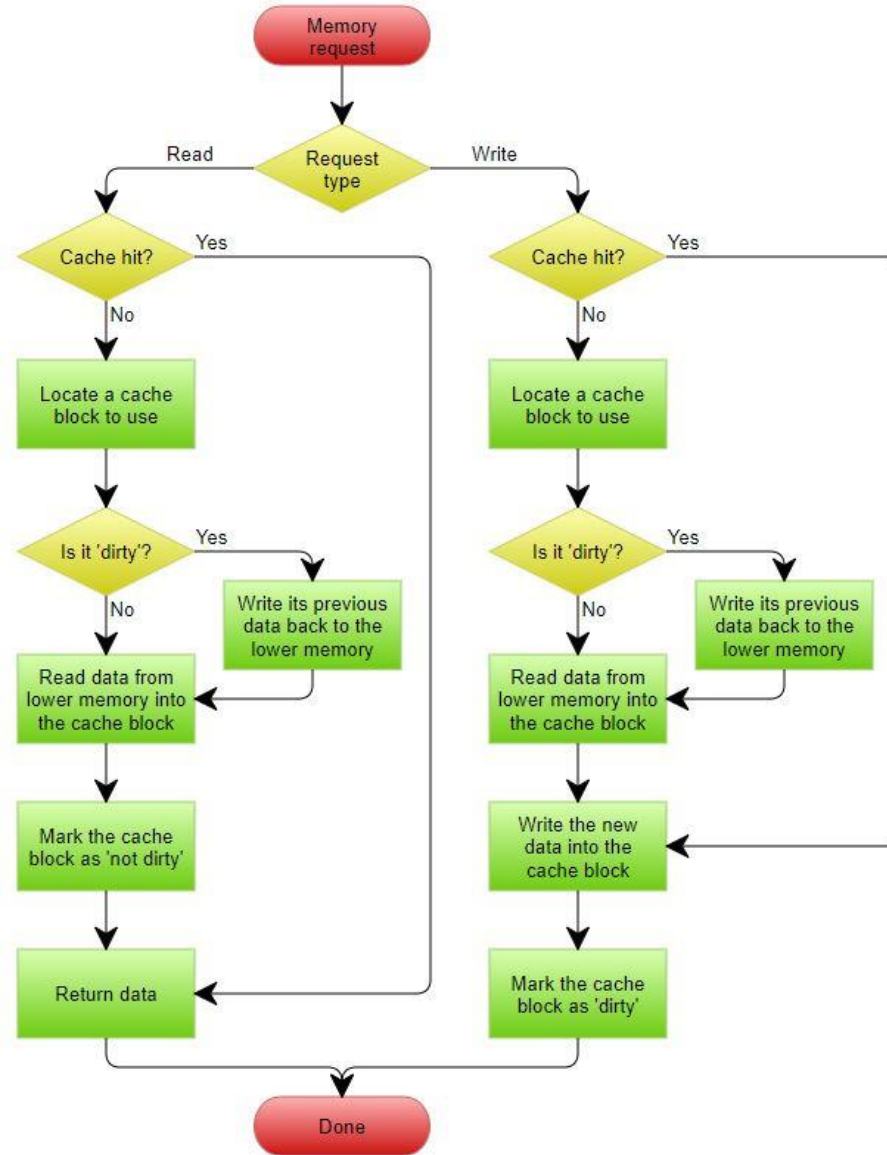 Memory
request
Request
type
Read
Write
Cache hit?
Yes
No
Locate a cache
block to use
Is it 'dirty'?
Yes
No
Write its previous
data back to the
lower memory
Read data from
lower memory into
the cache block
Mark the cache
block as 'not dirty'
Return data
Cache hit?
Yes
No
Locate a cache
block to use
Is it 'dirty'?
Yes
No
Write its previous
data back to the
lower memory
Read data from
lower memory into
the cache block
Write the new
data into the
cache block
Mark the cache
block as 'dirty'
Done